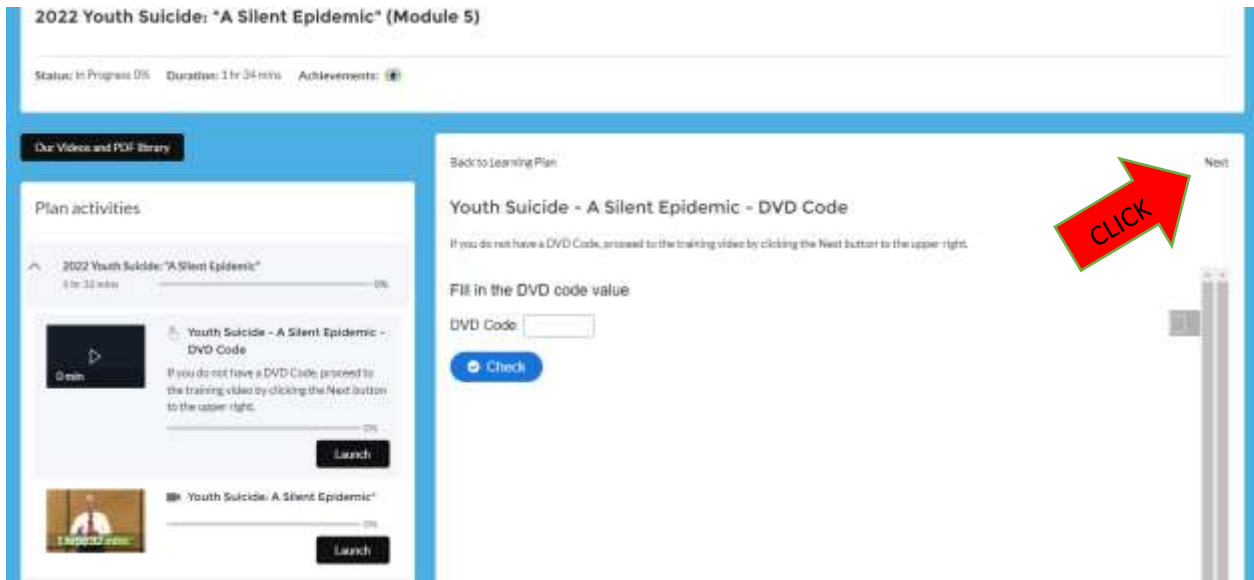 2022 Youth Suicide: "A Silent Epidemic" (Module 5)
Status: In Progress 0% Duration: 1 hr 34 mins Achievements:
Our Videos and PDF library
Plan activities
2022 Youth Suicide: "A Silent Epidemic"
1 hr 32 mins
0%
Youth Suicide - A Silent Epidemic -
DVD Code
0 min
If you do not have a DVD Code, proceed to
the training video by clicking the Next button
to the upper right.
0%
Launch
Youth Suicide: A Silent Epidemic"
0%
Launch
Back to Learning Plan
Next
CLICK
Youth Suicide - A Silent Epidemic - DVD Code
If you do not have a DVD Code, proceed to the training video by clicking the Next button to the upper right.
Fill in the DVD code value
DVD Code:
Check